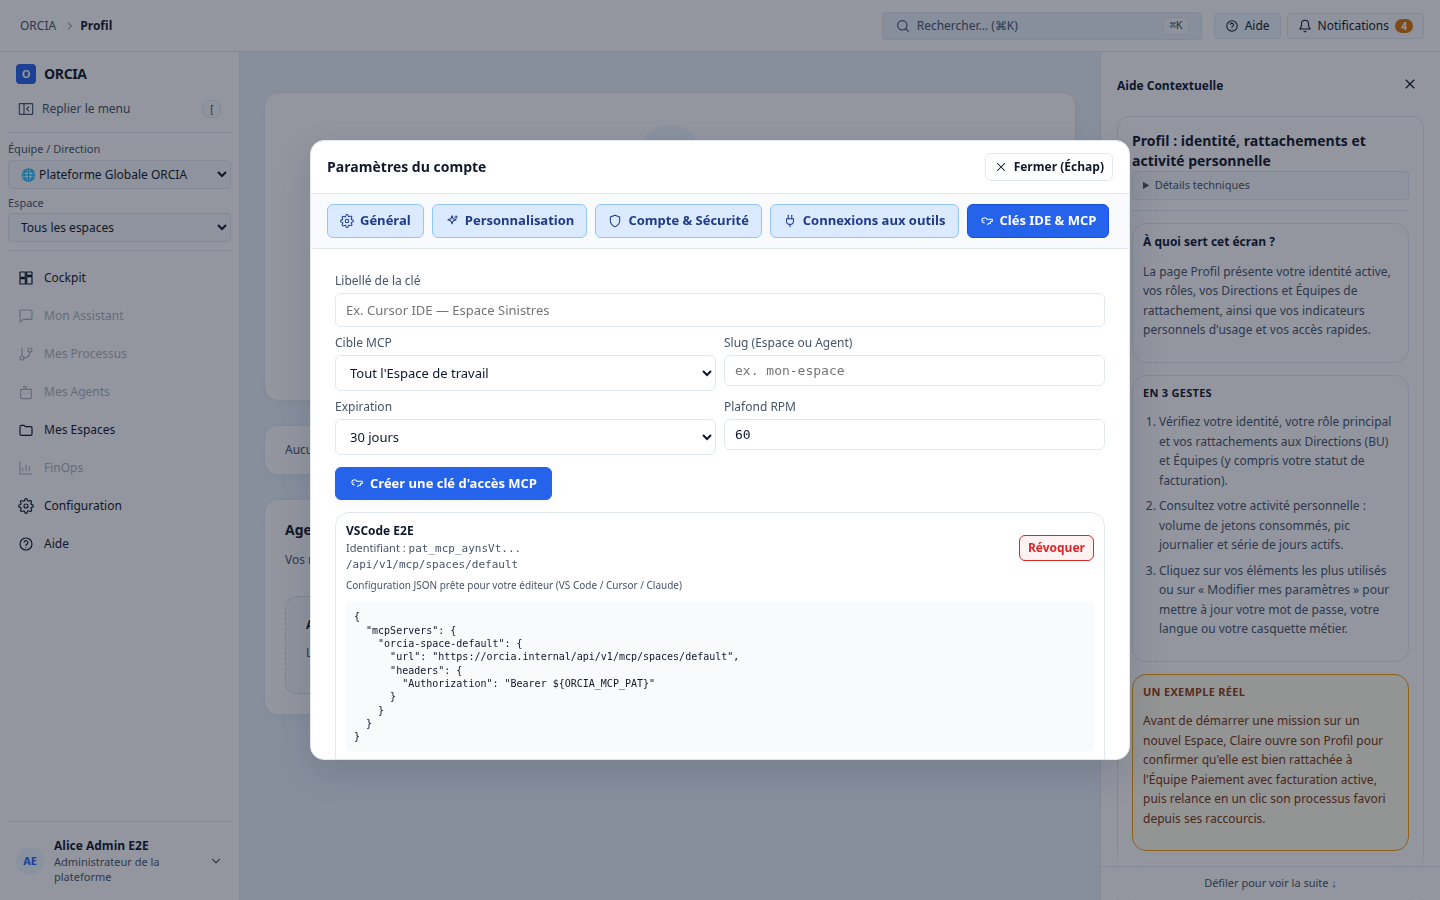 ORCIA
Profil
Rechercher... (⌘K)
⌘K
Aide
Notifications
4
O
ORCIA
Replier le menu
[
Équipe / Direction
🌐 Plateforme Globale ORCIA
Espace
Tous les espaces
Cockpit
Mon Assistant
Mes Processus
Mes Agents
Mes Espaces
FinOps
Configuration
Aide
AE
Alice Admin E2E
Administrateur de la
plateforme
Paramètres du compte
Fermer (Échap)
Général
Personnalisation
Compte & Sécurité
Connexions aux outils
Clés IDE & MCP
Libellé de la clé
Ex. Cursor IDE — Espace Sinistres
Cible MCP
Slug (Espace ou Agent)
Tout l'Espace de travail
ex. mon-espace
Expiration
Plafond RPM
30 jours
60
Créer une clé d'accès MCP
VSCode E2E
Identifiant : pat_mcp_aynsVt...
/api/v1/mcp/spaces/default
Révoquer
Configuration JSON prête pour votre éditeur (VS Code / Cursor / Claude)
{
"mcpServers": {
"orcia-space-default": {
"url": "https://orcia.internal/api/v1/mcp/spaces/default",
"headers": {
"Authorization": "Bearer ${ORCIA_MCP_PAT}"
}
}
}
}
Aide Contextuelle
Profil : identité, rattachements et
activité personnelle
▶ Détails techniques
À quoi sert cet écran ?
La page Profil présente votre identité active,
vos rôles, vos Directions et Équipes de
rattachement, ainsi que vos indicateurs
personnels d'usage et vos accès rapides.
EN 3 GESTES
1. Vérifiez votre identité, votre rôle principal
et vos rattachements aux Directions (BU)
et Équipes (y compris votre statut de
facturation).
2. Consultez votre activité personnelle :
volume de jetons consommés, pic
journalier et série de jours actifs.
3. Cliquez sur vos éléments les plus utilisés
ou sur « Modifier mes paramètres » pour
mettre à jour votre mot de passe, votre
langue ou votre casquette métier.
UN EXEMPLE RÉEL
Avant de démarrer une mission sur un
nouvel Espace, Claire ouvre son Profil pour
confirmer qu'elle est bien rattachée à
l'Équipe Paiement avec facturation active,
puis relance en un clic son processus favori
depuis ses raccourcis.
Défiler pour voir la suite ↓